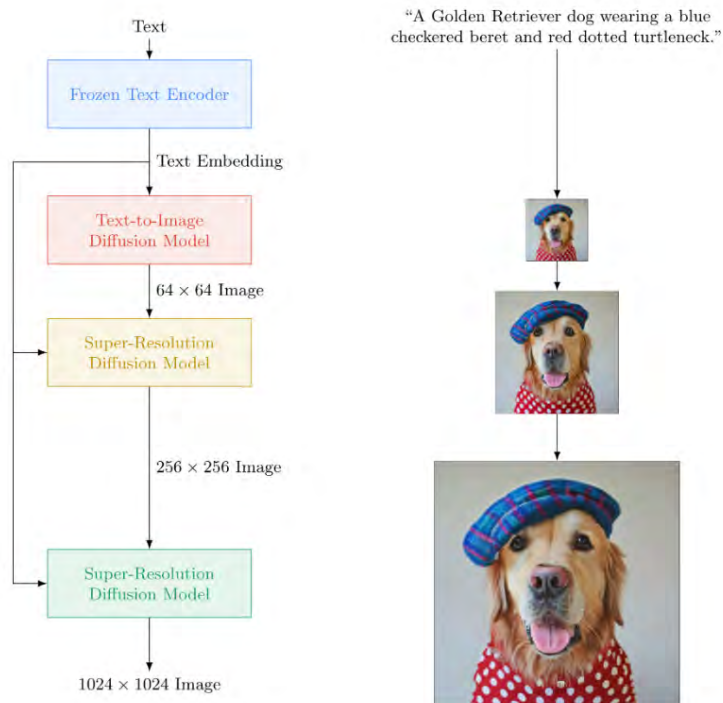 Text
Frozen Text Encoder
Text Embedding
Text-to-Image
Diffusion Model
64 × 64 Image
Super-Resolution
Diffusion Model
256 × 256 Image
Super-Resolution
Diffusion Model
1024 × 1024 Image
“A Golden Retriever dog wearing a blue
checkered beret and red dotted turtleneck.”